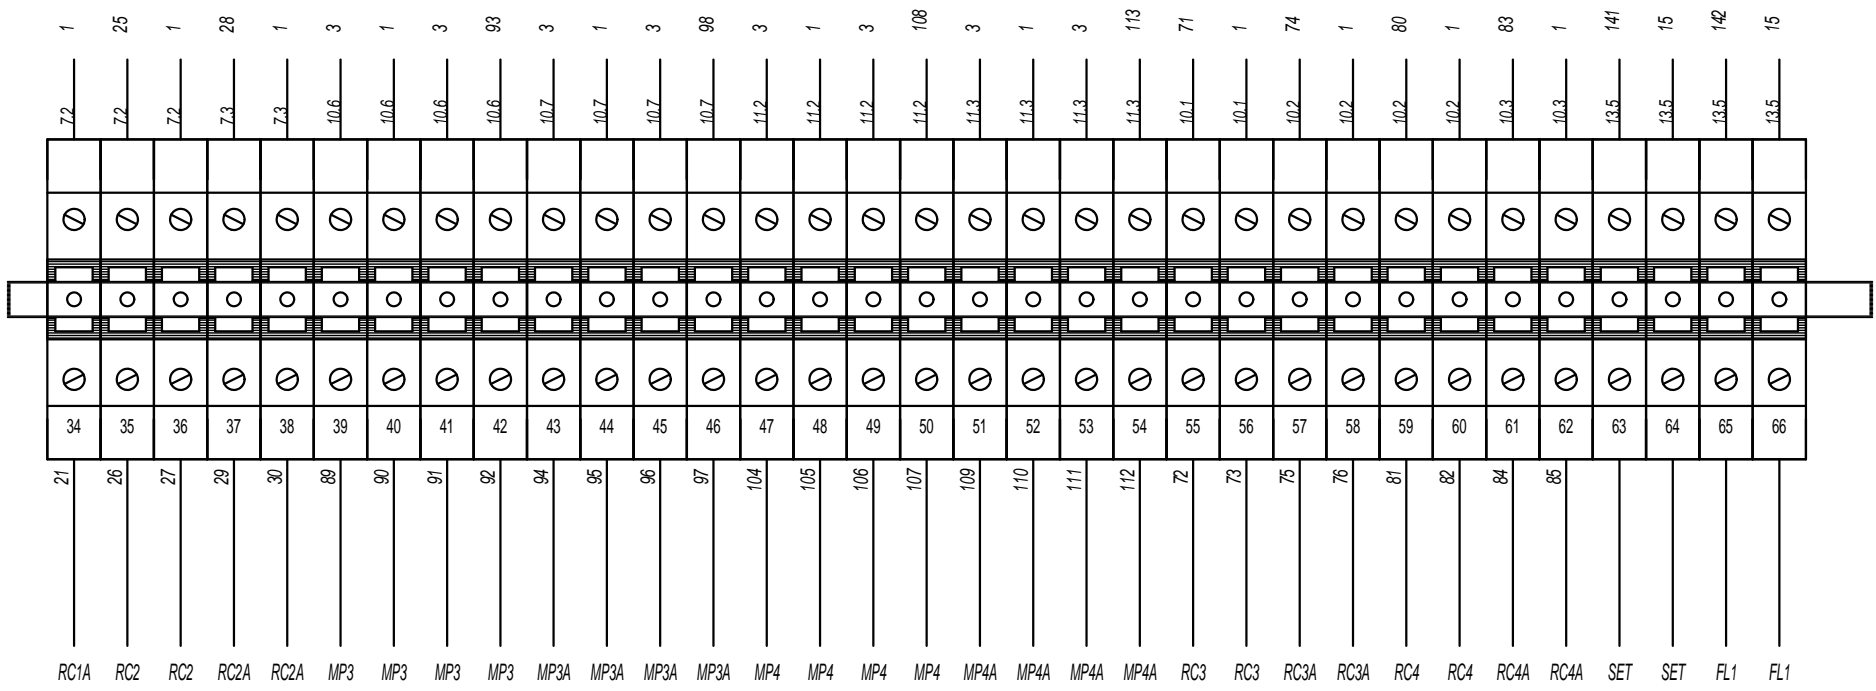 1 25 1 28 1 3 1 3 93 3 1 3 98 3 1 3 108 3 1 3 113 71 1 74 1 80 1 83 1 141 15 142 15
7.2 7.2 7.2 7.3 7.3 10.6 10.6 10.6 10.6 10.7 10.7 10.7 10.7 11.2 11.2 11.2 11.2 11.3 11.3 11.3 11.3 10.1 10.1 10.2 10.2 10.2 10.2 10.3 10.3 13.5 13.5 13.5 13.5
34 35 36 37 38 39 40 41 42 43 44 45 46 47 48 49 50 51 52 53 54 55 56 57 58 59 60 61 62 63 64 65 66
21 26 27 29 30 89 90 91 92 94 95 96 97 104 105 106 107 109 110 111 112 72 73 75 76 81 82 84 85
RC1A RC2 RC2 RC2A RC2A MP3 MP3 MP3 MP3 MP3A MP3A MP3A MP3A MP4 MP4 MP4 MP4 MP4A MP4A MP4A MP4A RC3 RC3 RC3A RC3A RC4 RC4 RC4A RC4A SET SET FL1 FL1